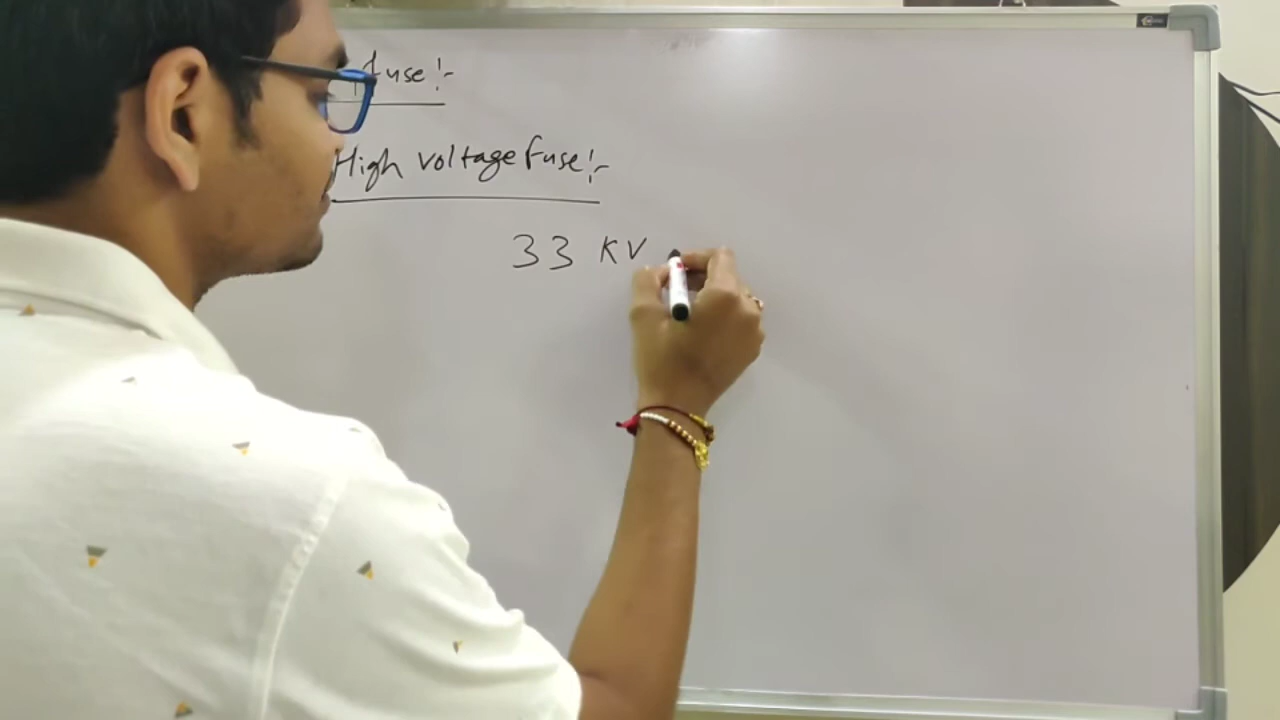 fuse :-
High voltage fuse :-
33 KV